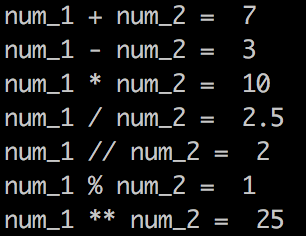 num_1 + num_2 =  7
num_1 - num_2 =  3
num_1 * num_2 =  10
num_1 / num_2 =  2.5
num_1 // num_2 =  2
num_1 % num_2 =  1
num_1 ** num_2 =  25